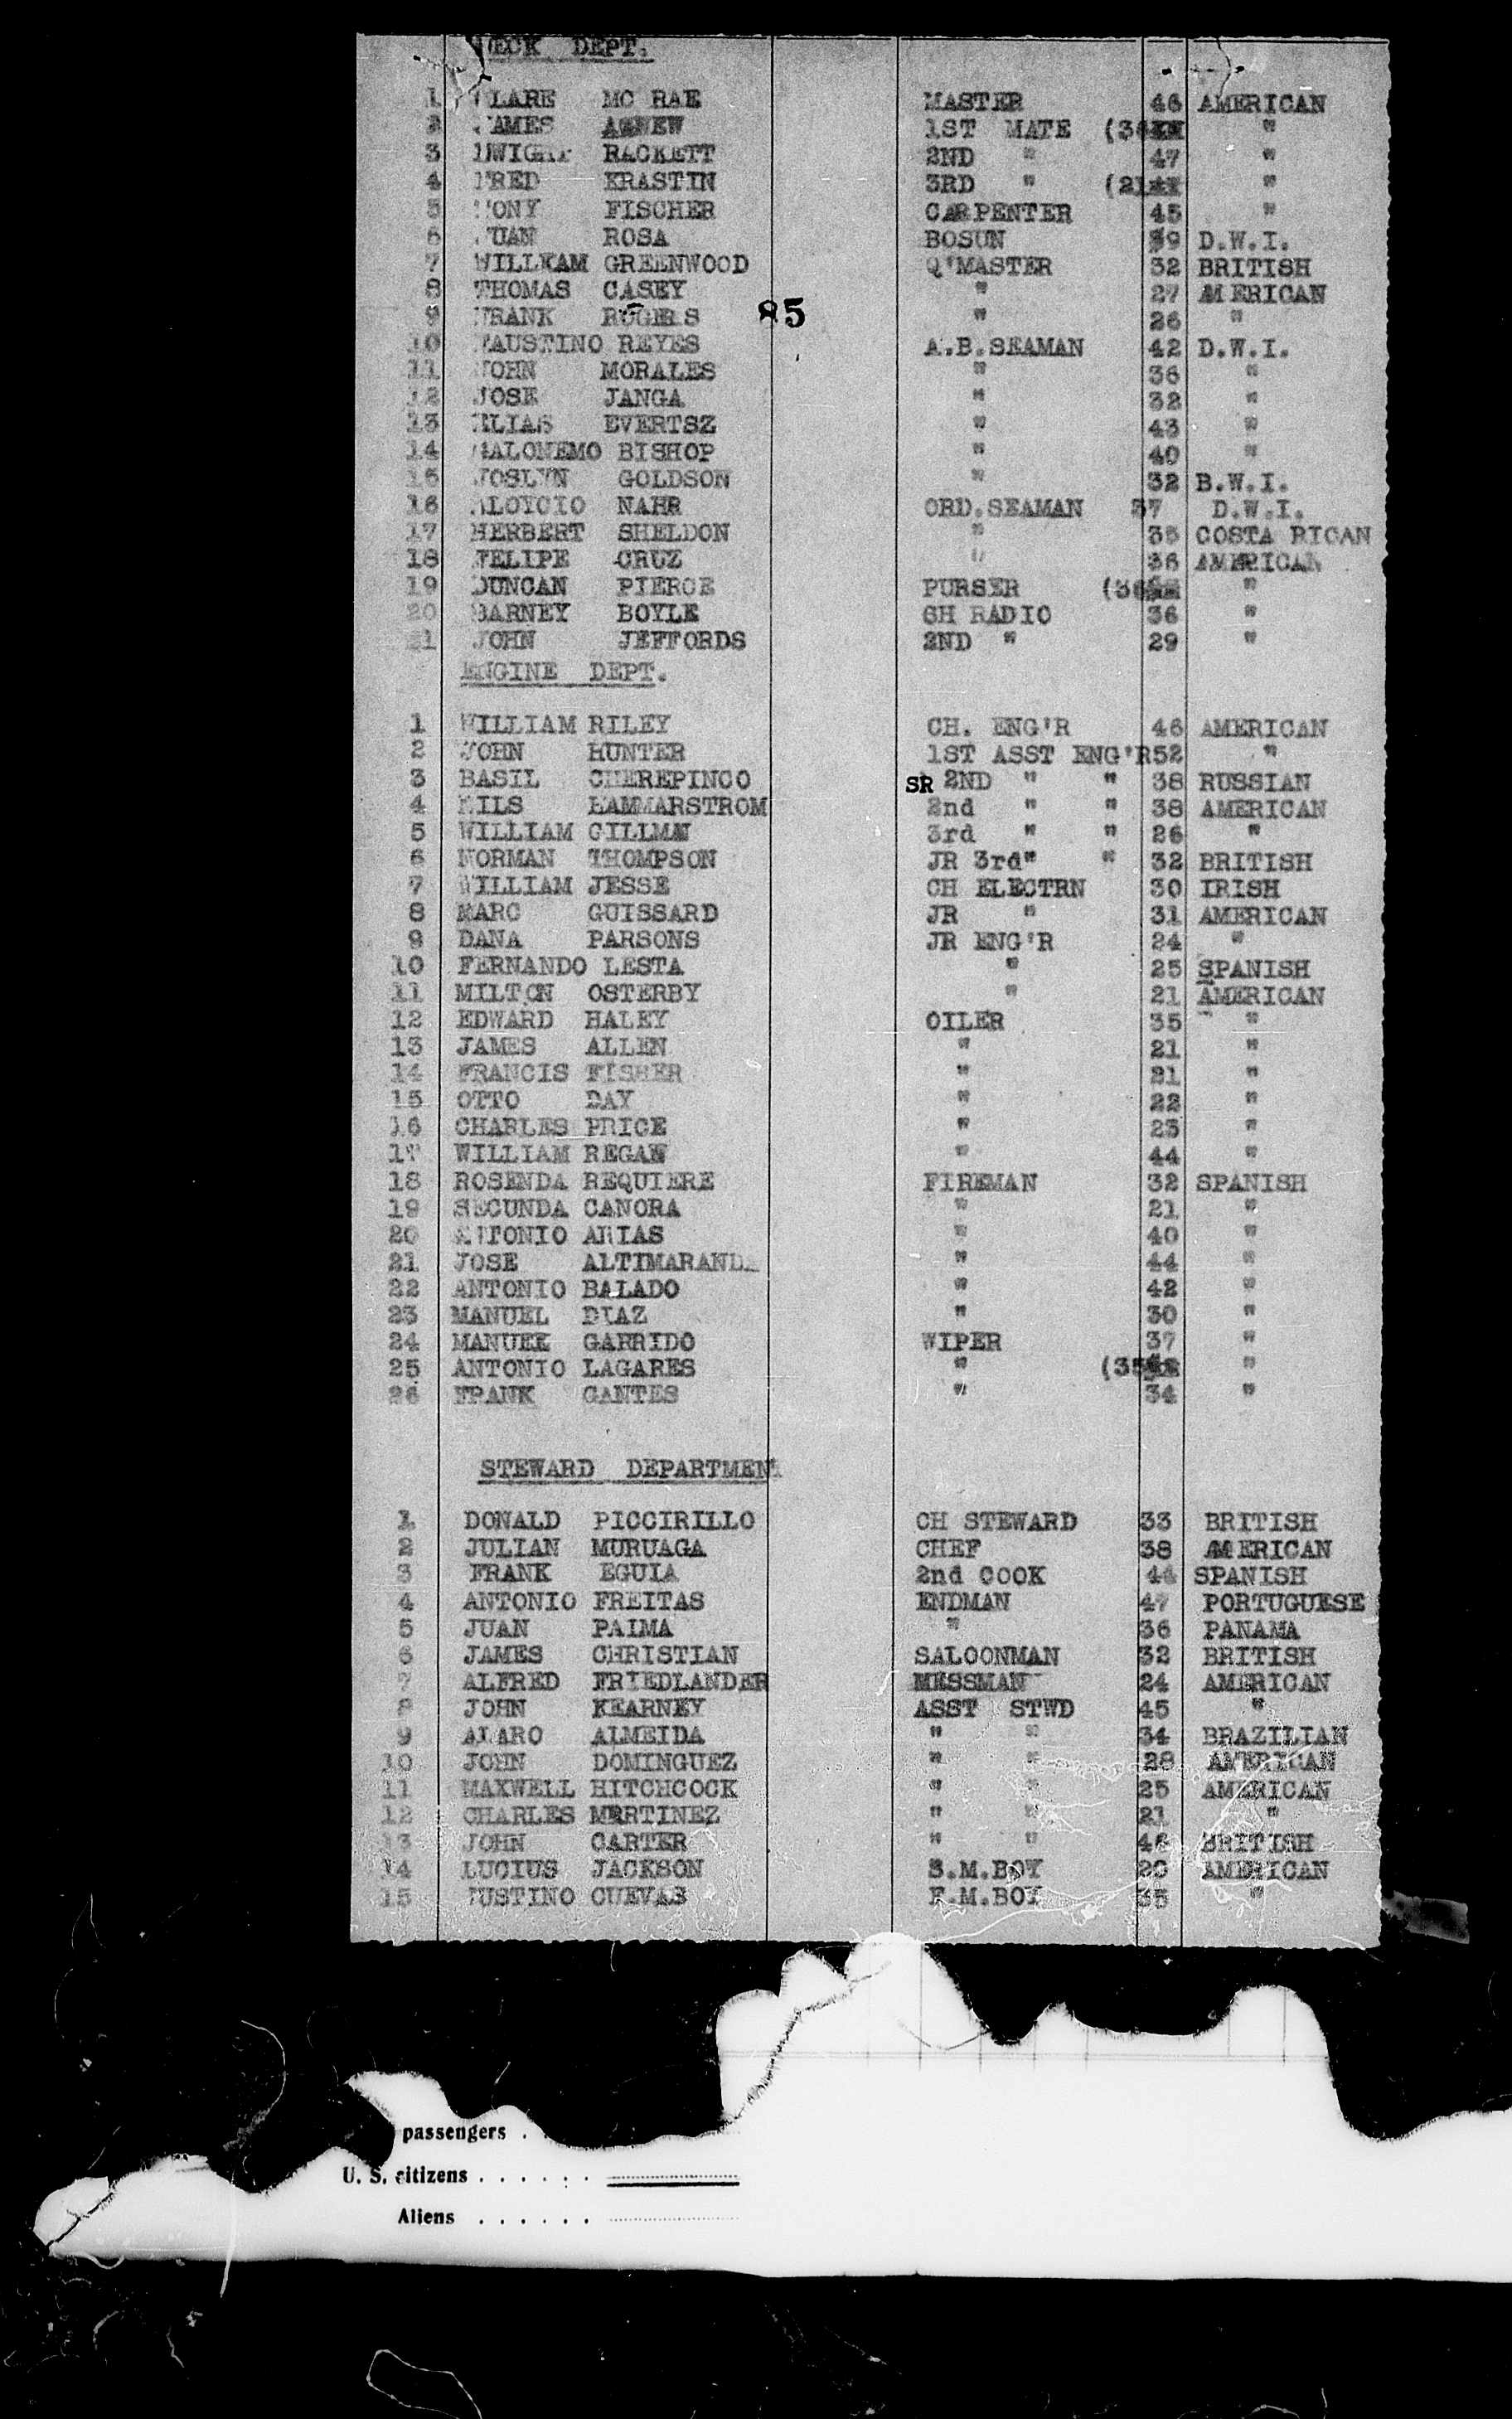 DECK DEPT.
1 CLARE MC RAE MASTER 46 AMERICAN
2 JAMES AGNEW 1ST MATE (36 "
3 DWIGHT RACKETT 2ND " 47 "
4 FRED KRASTIN 3RD " (21 "
5 TONY FISCHER CARPENTER 45 "
6 JUAN ROSA BOSUN 39 D.W.I.
7 WILLKAM GREENWOOD Q'MASTER 32 BRITISH
8 THOMAS CASEY " 27 AMERICAN
9 FRANK ROGERS 85 " 26 "
10 FAUSTINO REYES A.B.SEAMAN 42 D.W.I.
11 JOHN MORALES " 36 "
12 JOSE JANGA " 32 "
13 ELIAS EVERTSZ " 43 "
14 BISHOP " 40 "
15 JOSLYN GOLDSON " 32 B.W.I.
16 ALOYCIO NAHR ORD.SEAMAN 37 D.W.I.
17 HERBERT SHELDON " 35 COSTA RICAN
18 FELIPE CRUZ " 36 AMERICAN
19 DUNCAN PIERCE PURSER (36 "
20 BARNEY BOYLE CH RADIO 36 "
21 JOHN JEFFORDS 2ND " 29 "
ENGINE DEPT.
1 WILLIAM RILEY CH. ENG'R 46 AMERICAN
2 JOHN HUNTER 1ST ASST ENG'R 52 "
3 BASIL CHEREPINCO SR 2ND " " 38 RUSSIAN
4 NILS HAMMARSTROM 2nd " " 38 AMERICAN
5 WILLIAM GILLMAN 3rd " " 26 "
6 NORMAN THOMPSON JR 3rd" " 32 BRITISH
7 WILLIAM JESSE CH ELECTRN 30 IRISH
8 MARC GUISSARD JR " 31 AMERICAN
9 DANA PARSONS JR ENG'R 24 "
10 FERNANDO LESTA " 25 SPANISH
11 MILTON OSTERBY " 21 AMERICAN
12 EDWARD HALEY OILER 35 "
13 JAMES ALLEN " 21 "
14 FRANCIS FISHER " 21 "
15 OTTO DAY " 22 "
16 CHARLES PRICE " 23 "
17 WILLIAM REGAN " 44 "
18 ROSENDA REQUIERE FIREMAN 32 SPANISH
19 SECUNDA CANORA " 21 "
20 ANTONIO ARIAS " 40 "
21 JOSE ALTIMARANDA " 44 "
22 ANTONIO BALADO " 42 "
23 MANUEL DIAZ " 30 "
24 MANUEK GARRIDO WIPER 37 "
25 ANTONIO LAGARES " (35 "
26 FRANK GANTES " 34 "
STEWARD DEPARTMENT
1 DONALD PICCIRILLO CH STEWARD 33 BRITISH
2 JULIAN MURUAGA CHEF 38 AMERICAN
3 FRANK EGUIA 2nd COOK 44 SPANISH
4 ANTONIO FREITAS ENDMAN 47 PORTUGUESE
5 JUAN PAIMA " 36 PANAMA
6 JAMES CHRISTIAN SALOONMAN 32 BRITISH
7 ALFRED FRIEDLANDER MESSMAN 24 AMERICAN
8 JOHN KEARNEY ASST STWD 45 "
9 ALARO ALMEIDA " " 34 BRAZILIAN
10 JOHN DOMINGUEZ " " 28 AMERICAN
11 MAXWELL HITCHCOCK " " 25 AMERICAN
12 CHARLES MARTINEZ " " 21 "
13 JOHN CARTER " " 46 BRITISH
14 LUCIUS JACKSON S.M.BOY 20 AMERICAN
15 JUSTINO CUEVAS F.M.BOY 35 "
passengers .
U. S. citizens . . . . . .
Aliens . . . . . .